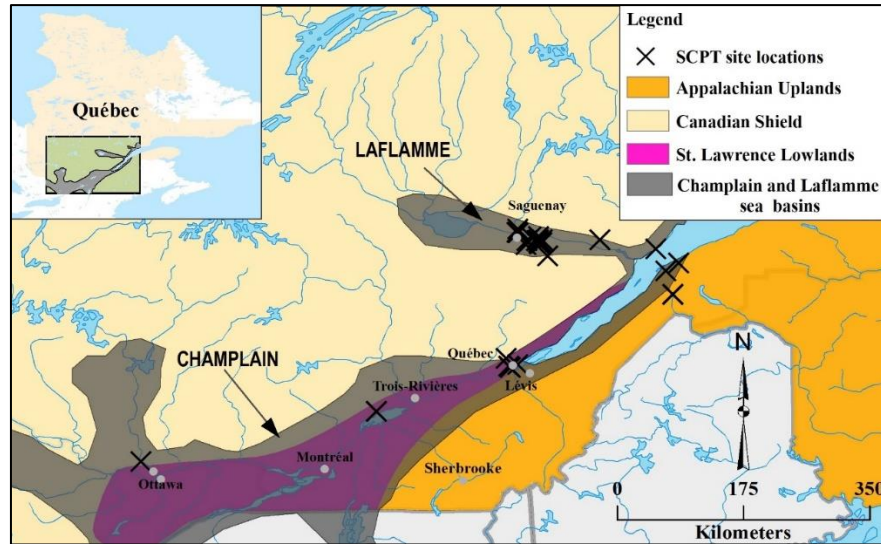 Québec
LAFLAMME
Saguenay
CHAMPLAIN
Québec
Trois-Rivières
Lévis
Montréal
Sherbrooke
Ottawa
Legend
SCPT site locations
Appalachian Uplands
Canadian Shield
St. Lawrence Lowlands
Champlain and Laflamme
sea basins
N
0 175 350
Kilometers